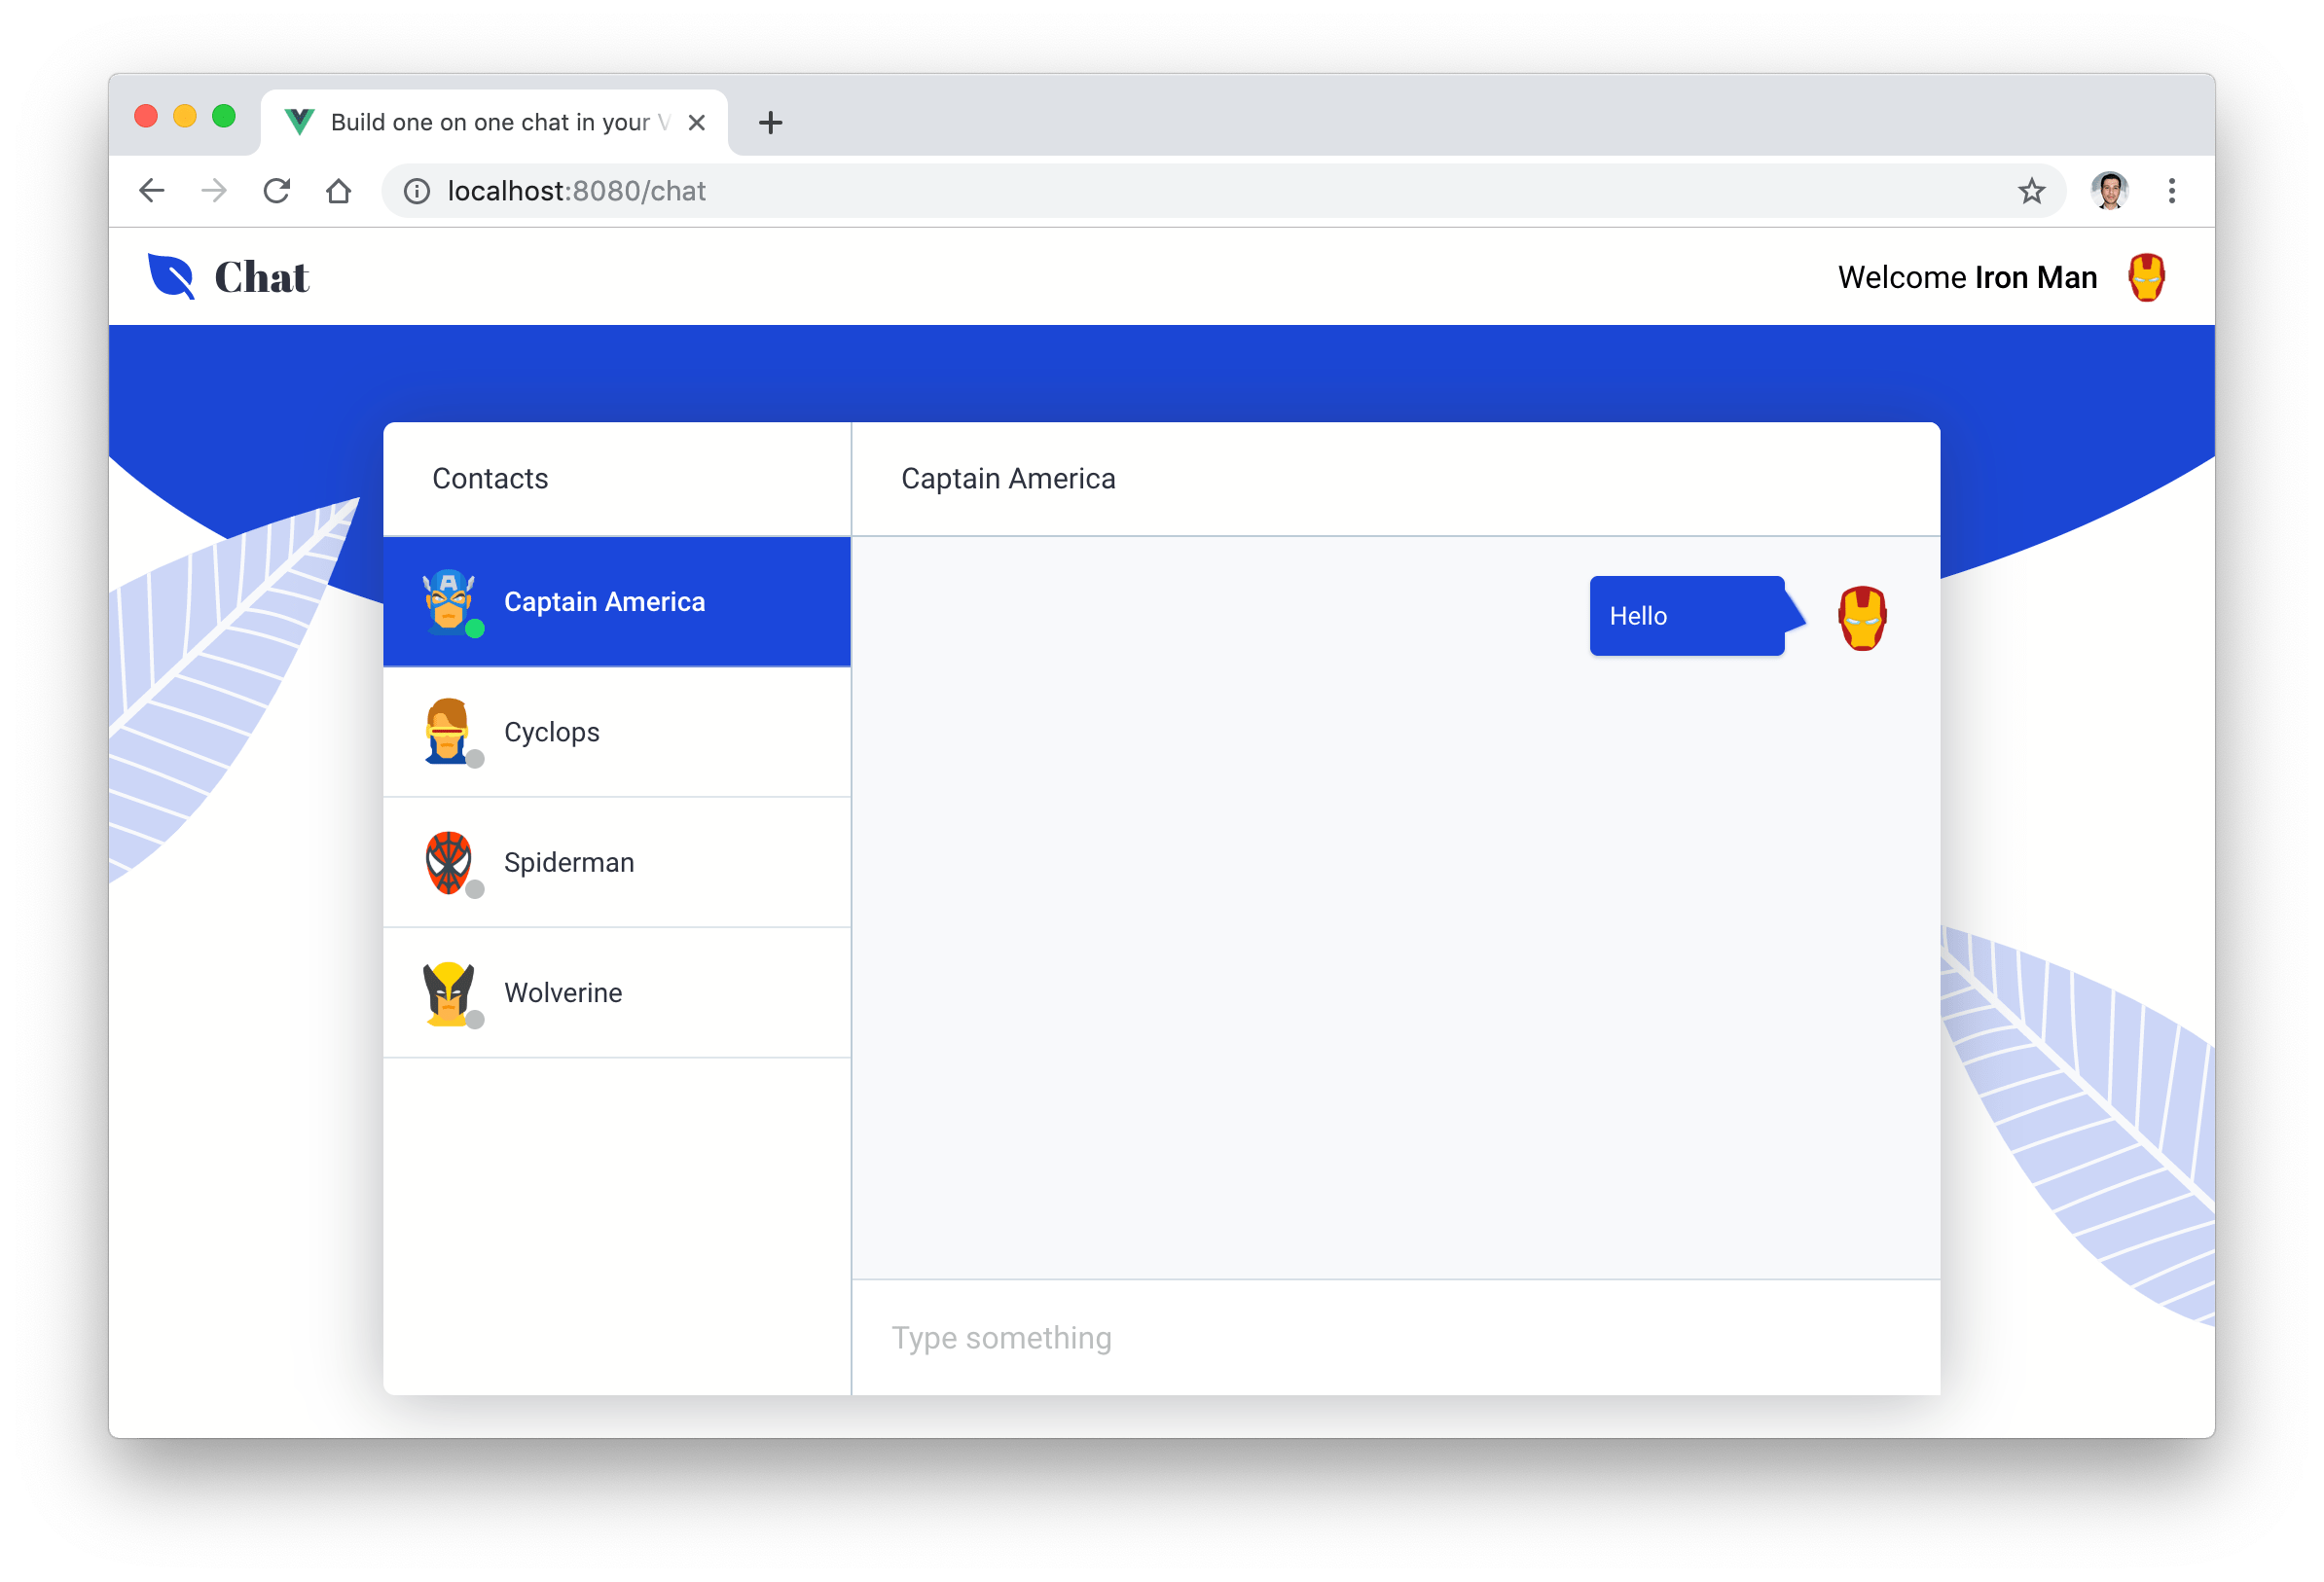 Build one on one chat in your V
localhost:8080/chat
Chat
Welcome Iron Man
Contacts
Captain America
Captain America
Hello
Cyclops
Spiderman
Wolverine
Type something